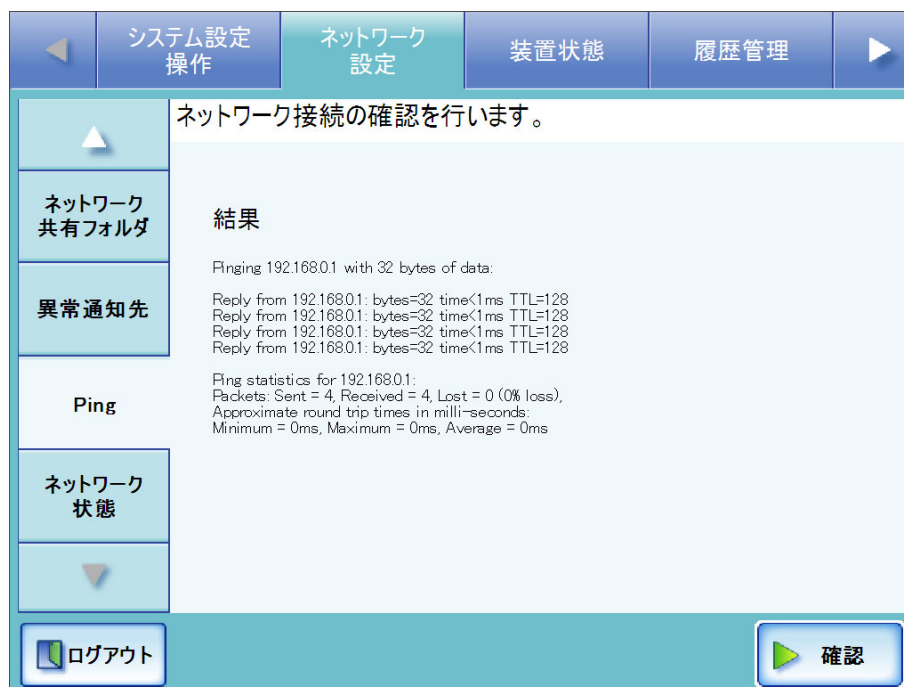 システム設定
操作
ネットワーク
設定
装置状態
履歴管理
ネットワーク接続の確認を行います。
ネットワーク
共有フォルダ
異常通知先
Ping
ネットワーク
状態
結果
Pinging 192.168.0.1 with 32 bytes of data:
Reply from 192.168.0.1: bytes=32 time<1ms TTL=128
Reply from 192.168.0.1: bytes=32 time<1ms TTL=128
Reply from 192.168.0.1: bytes=32 time<1ms TTL=128
Reply from 192.168.0.1: bytes=32 time<1ms TTL=128
Ping statistics for 192.168.0.1:
Packets: Sent = 4, Received = 4, Lost = 0 (0% loss),
Approximate round trip times in milli-seconds:
Minimum = 0ms, Maximum = 0ms, Average = 0ms
ログアウト
確認